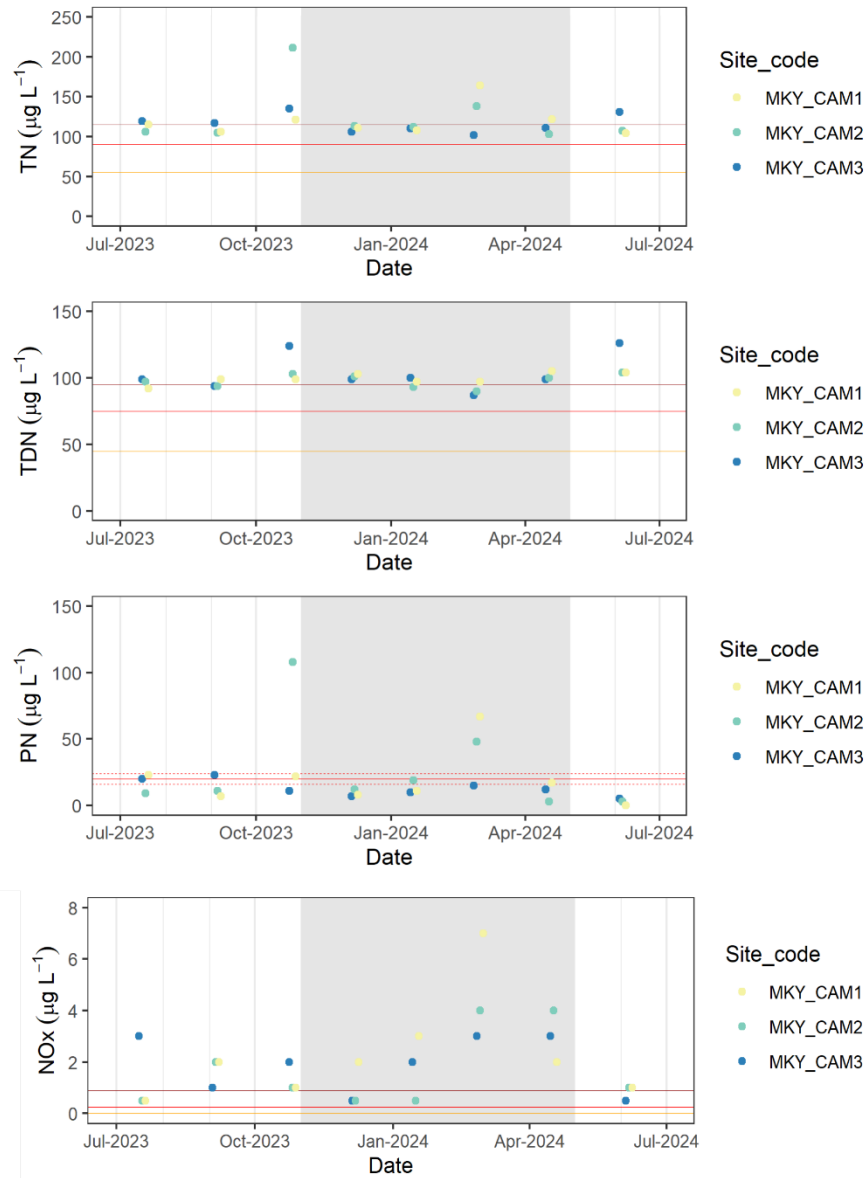 TN (μg L⁻¹)
250
200
150
100
50
0
Jul-2023 Oct-2023 Jan-2024 Apr-2024 Jul-2024
Date
Site_code
MKY_CAM1
MKY_CAM2
MKY_CAM3
TDN (μg L⁻¹)
150
100
50
0
Jul-2023 Oct-2023 Jan-2024 Apr-2024 Jul-2024
Date
Site_code
MKY_CAM1
MKY_CAM2
MKY_CAM3
PN (μg L⁻¹)
150
100
50
0
Jul-2023 Oct-2023 Jan-2024 Apr-2024 Jul-2024
Date
Site_code
MKY_CAM1
MKY_CAM2
MKY_CAM3
NOx (μg L⁻¹)
8
6
4
2
0
Jul-2023 Oct-2023 Jan-2024 Apr-2024 Jul-2024
Date
Site_code
MKY_CAM1
MKY_CAM2
MKY_CAM3